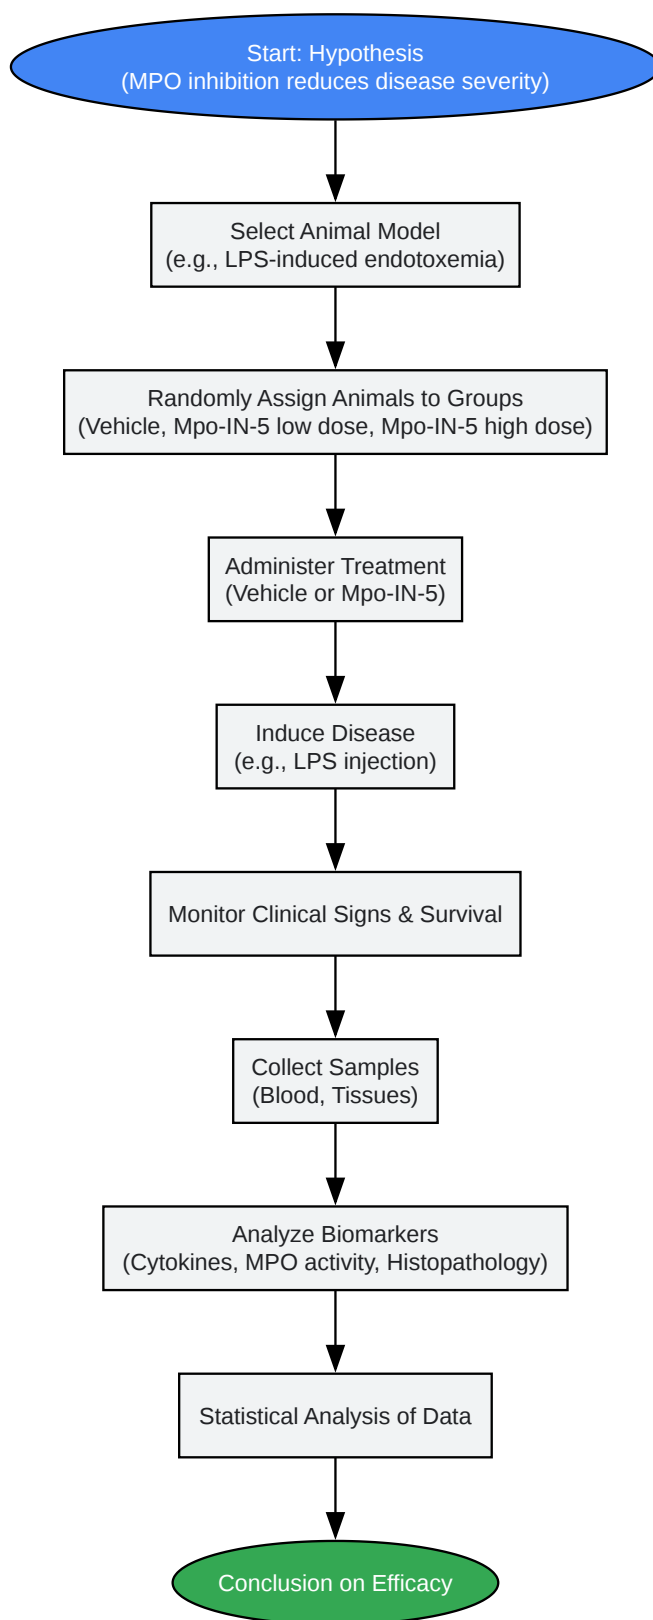 Start: Hypothesis
(MPO inhibition reduces disease severity)
Select Animal Model
(e.g., LPS-induced endotoxemia)
Randomly Assign Animals to Groups
(Vehicle, Mpo-IN-5 low dose, Mpo-IN-5 high dose)
Administer Treatment
(Vehicle or Mpo-IN-5)
Induce Disease
(e.g., LPS injection)
Monitor Clinical Signs & Survival
Collect Samples
(Blood, Tissues)
Analyze Biomarkers
(Cytokines, MPO activity, Histopathology)
Statistical Analysis of Data
Conclusion on Efficacy